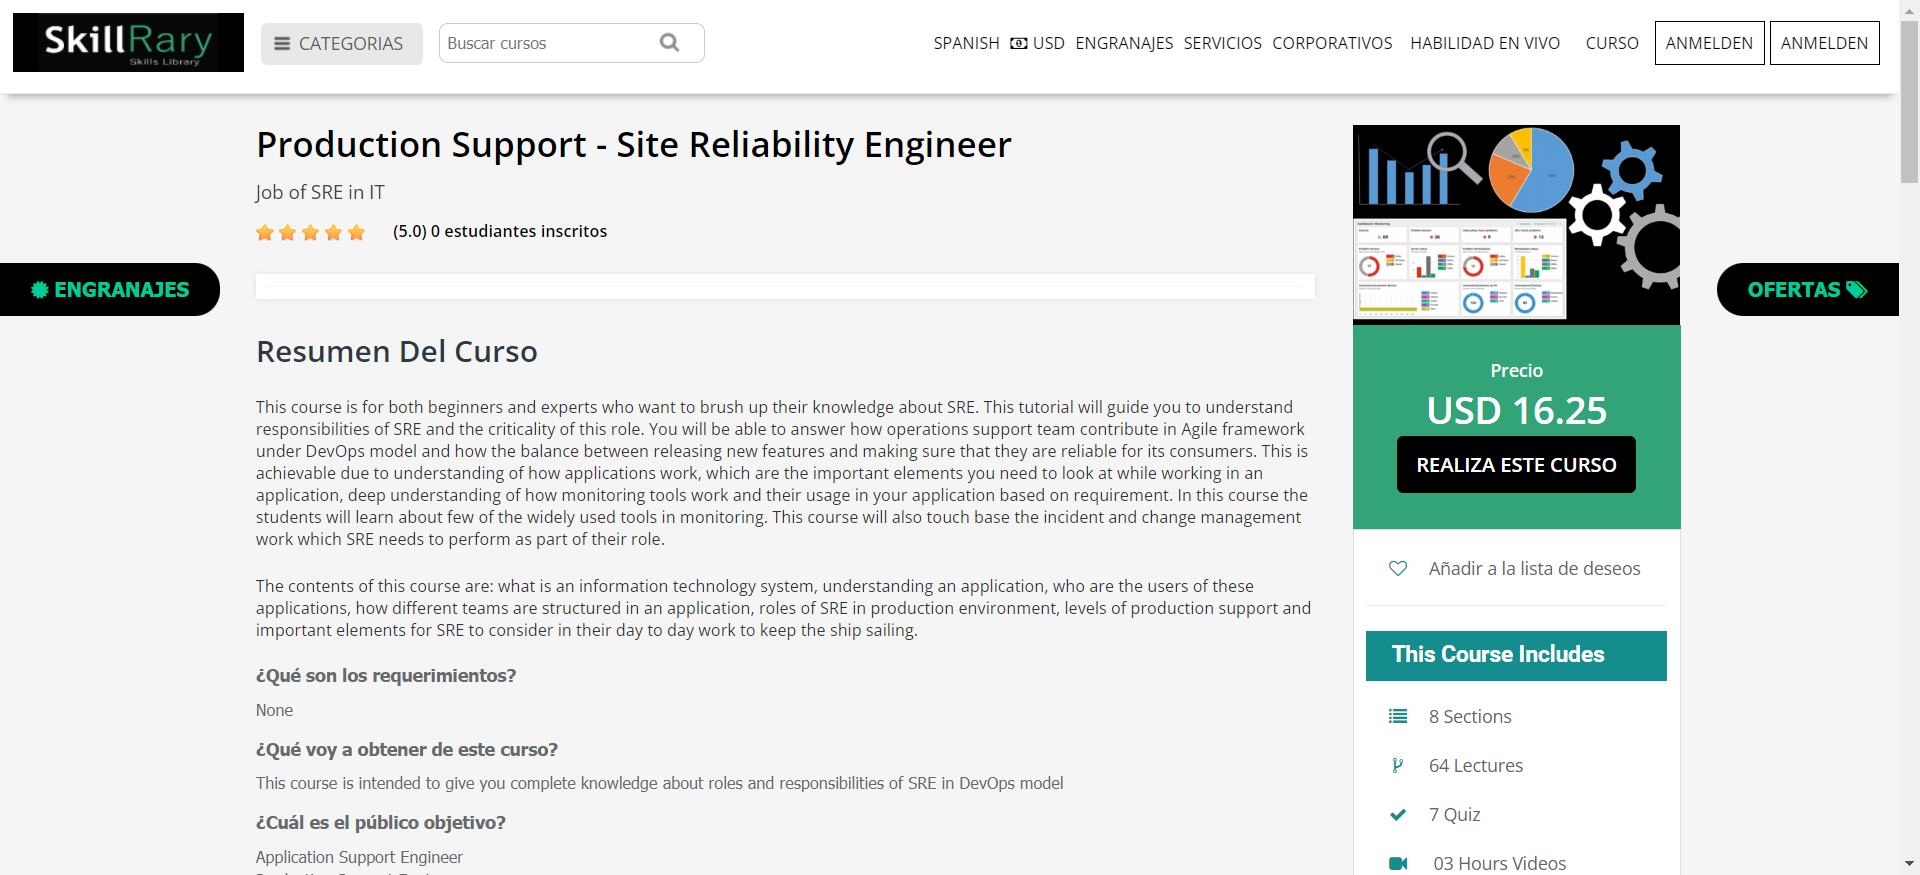 SkillRary
Skills Library
CATEGORIAS
Buscar cursos
SPANISH
USD
ENGRANAJES
SERVICIOS
CORPORATIVOS
HABILIDAD EN VIVO
CURSO
ANMELDEN
ANMELDEN
Production Support - Site Reliability Engineer
Job of SRE in IT
(5.0) 0 estudiantes inscritos
ENGRANAJES
OFERTAS
Resumen Del Curso
This course is for both beginners and experts who want to brush up their knowledge about SRE. This tutorial will guide you to understand
responsibilities of SRE and the criticality of this role. You will be able to answer how operations support team contribute in Agile framework
under DevOps model and how the balance between releasing new features and making sure that they are reliable for its consumers. This is
achievable due to understanding of how applications work, which are the important elements you need to look at while working in an
application, deep understanding of how monitoring tools work and their usage in your application based on requirement. In this course the
students will learn about few of the widely used tools in monitoring. This course will also touch base the incident and change management
work which SRE needs to perform as part of their role.
The contents of this course are: what is an information technology system, understanding an application, who are the users of these
applications, how different teams are structured in an application, roles of SRE in production environment, levels of production support and
important elements for SRE to consider in their day to day work to keep the ship sailing.
¿Qué son los requerimientos?
None
¿Qué voy a obtener de este curso?
This course is intended to give you complete knowledge about roles and responsibilities of SRE in DevOps model
¿Cuál es el público objetivo?
Application Support Engineer
Precio
USD 16.25
REALIZA ESTE CURSO
Añadir a la lista de deseos
This Course Includes
8 Sections
64 Lectures
7 Quiz
03 Hours Videos